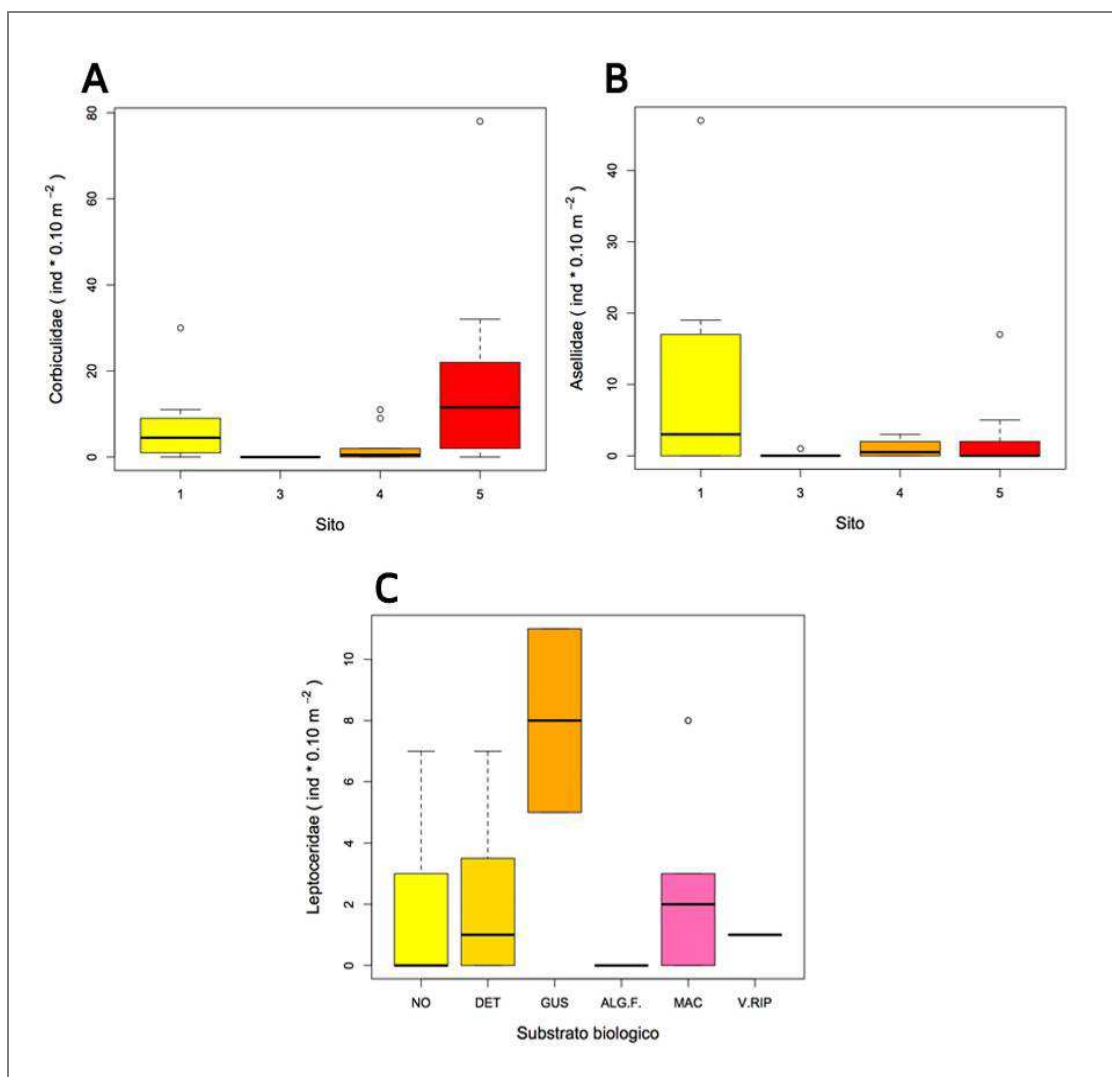 A
80
60
40
20
0
Corbiculidae ( ind * 0.10 m −2 )
1 3 4 5
Sito
B
40
30
20
10
0
Asellidae ( ind * 0.10 m −2 )
1 3 4 5
Sito
C
10
8
6
4
2
0
Leptoceridae ( ind * 0.10 m −2 )
NO DET GUS ALG.F. MAC V.RIP
Substrato biologico